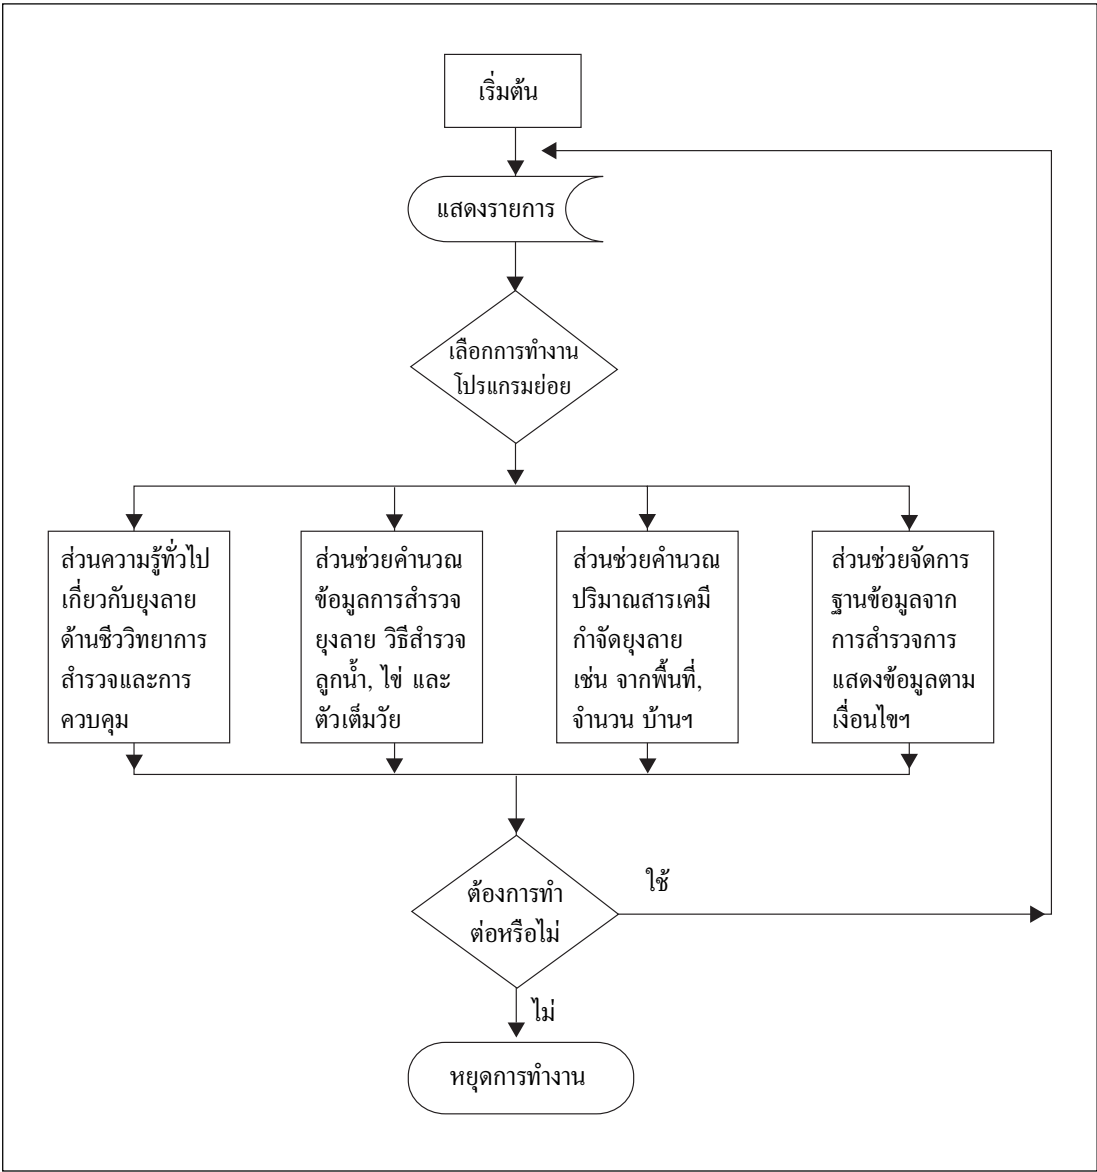 เริ่มต้น
แสดงรายการ
เลือกการทำงาน
โปรแกรมย่อย
ส่วนความรู้ทั่วไป
เกี่ยวกับยุงลาย
ด้านชีววิทยาการ
สำรวจและการ
ควบคุม
ส่วนช่วยคำนวณ
ข้อมูลการสำรวจ
ยุงลาย วิธีสำรวจ
ลูกน้ำ, ไข่ และ
ตัวเต็มวัย
ส่วนช่วยคำนวณ
ปริมาณสารเคมี
กำจัดยุงลาย
เช่น จากพื้นที่,
จำนวน บ้านฯ
ส่วนช่วยจัดการ
ฐานข้อมูลจาก
การสำรวจการ
แสดงข้อมูลตาม
เงื่อนไขฯ
ต้องการทำ
ต่อหรือไม่
ใช้
ไม่
หยุดการทำงาน